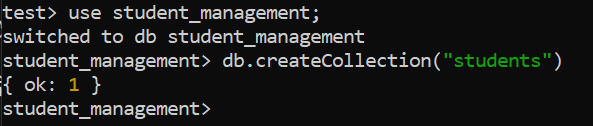 test> use student_management;
switched to db student_management
student_management> db.createCollection("students")
{ ok: 1 }
student_management>